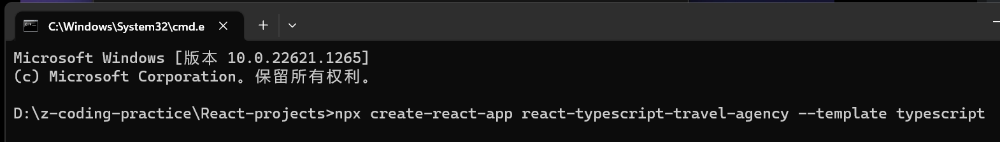 C:\Windows\System32\cmd.e
Microsoft Windows [版本 10.0.22621.1265]
(c) Microsoft Corporation。保留所有权利。
D:\z-coding-practice\React-projects>npx create-react-app react-typescript-travel-agency --template typescript